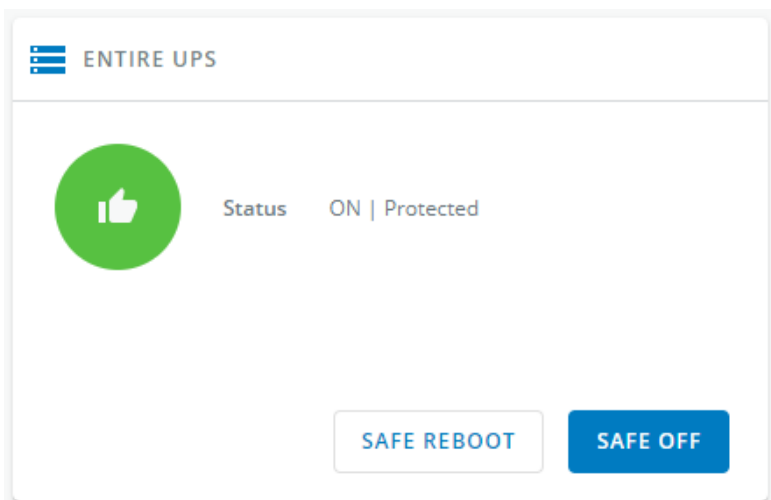 ENTIRE UPS
Status ON | Protected
SAFE REBOOT SAFE OFF